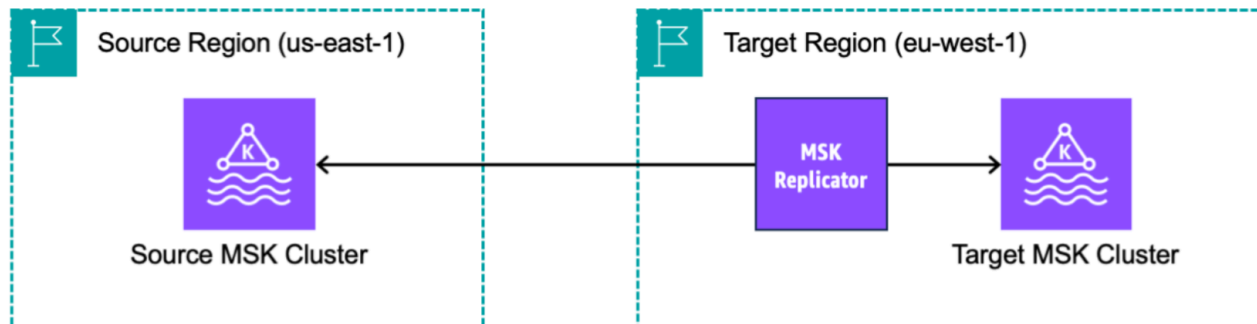 Source Region (us-east-1)
Target Region (eu-west-1)
K
MSK
Replicator
K
Source MSK Cluster
Target MSK Cluster